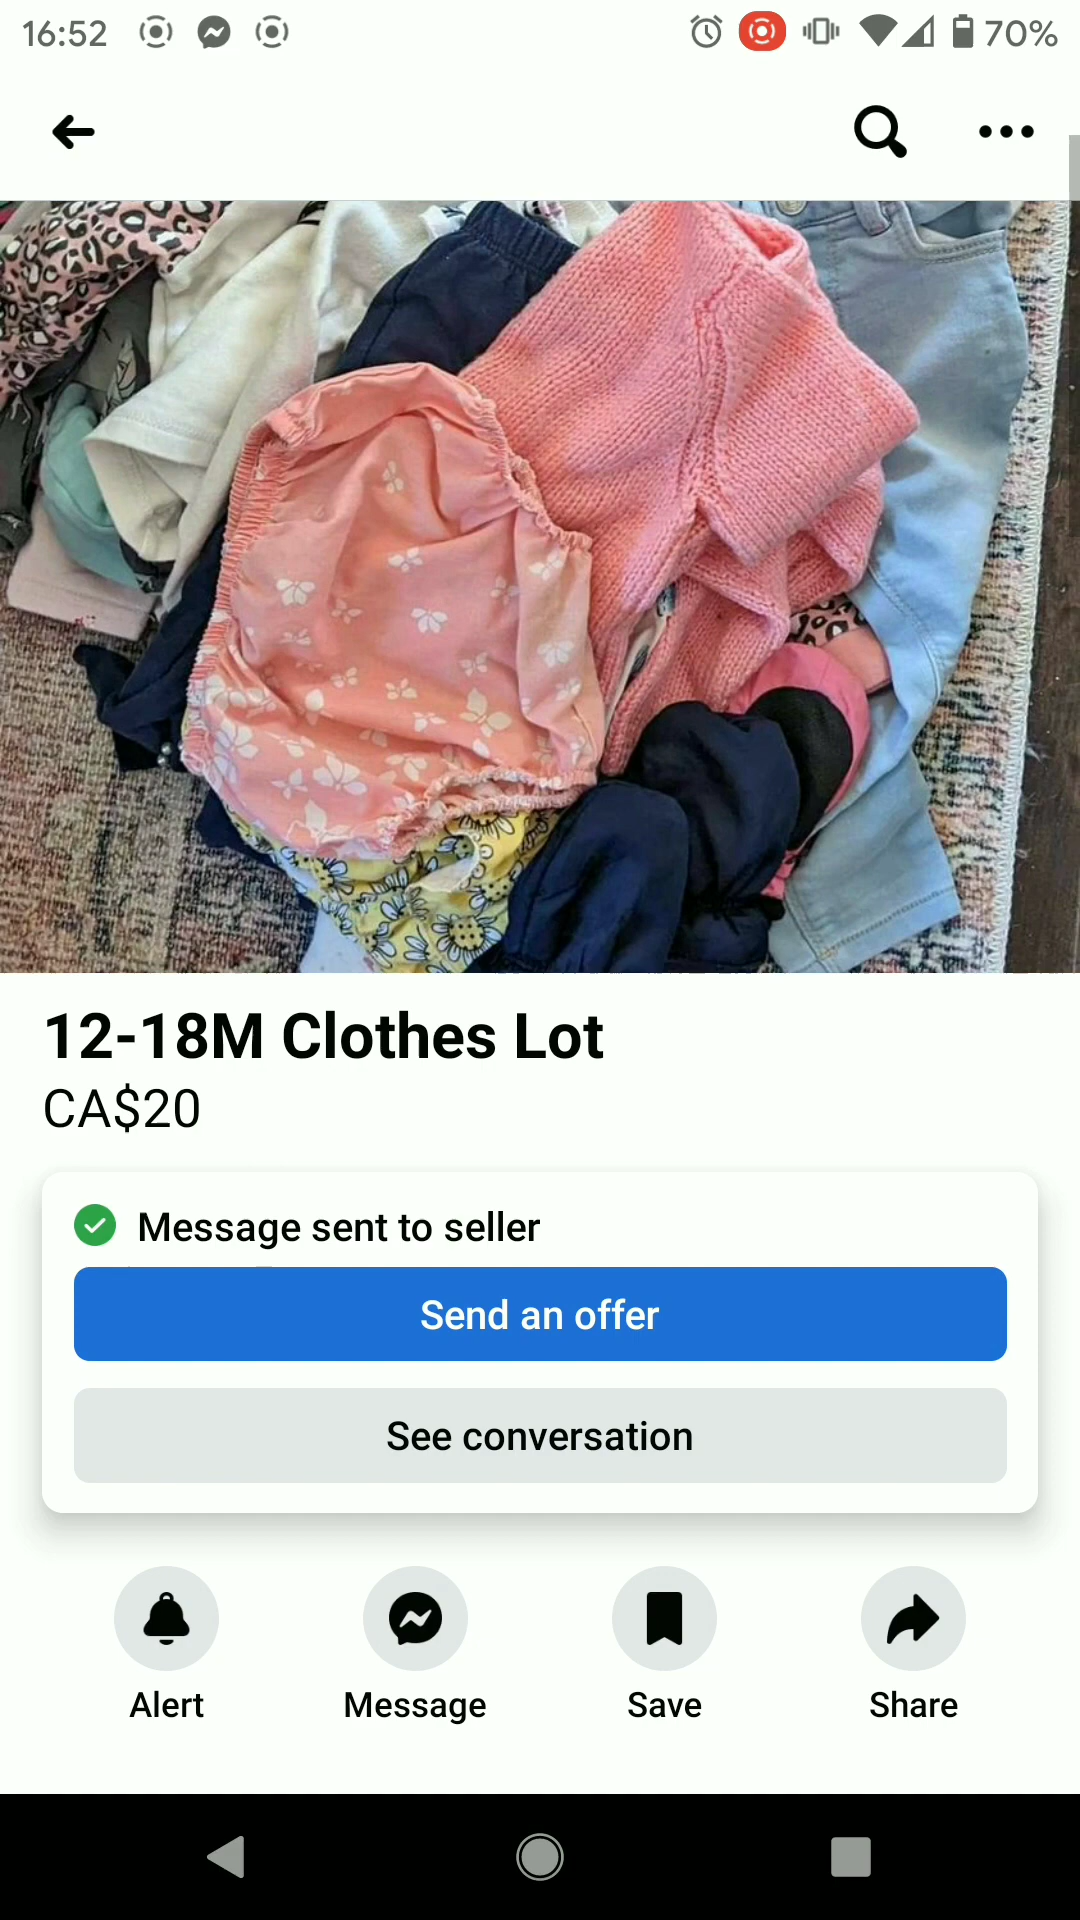 16:52
70%
12-18M Clothes Lot
CA$20
Message sent to seller
Send an offer
See conversation
Alert
Message
Save
Share